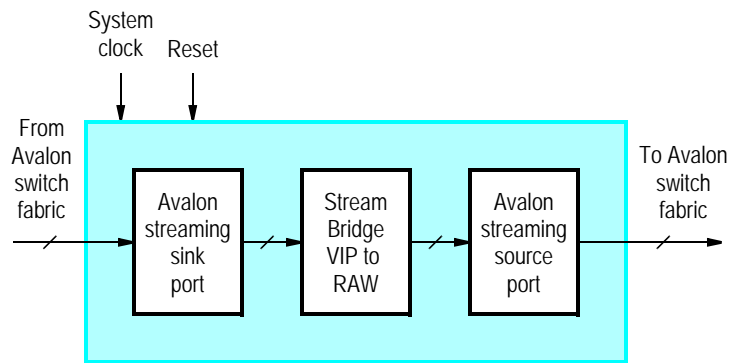 System
clock
Reset
From
Avalon
switch
fabric
Avalon
streaming
sink
port
Stream
Bridge
VIP to
RAW
Avalon
streaming
source
port
To Avalon
switch
fabric